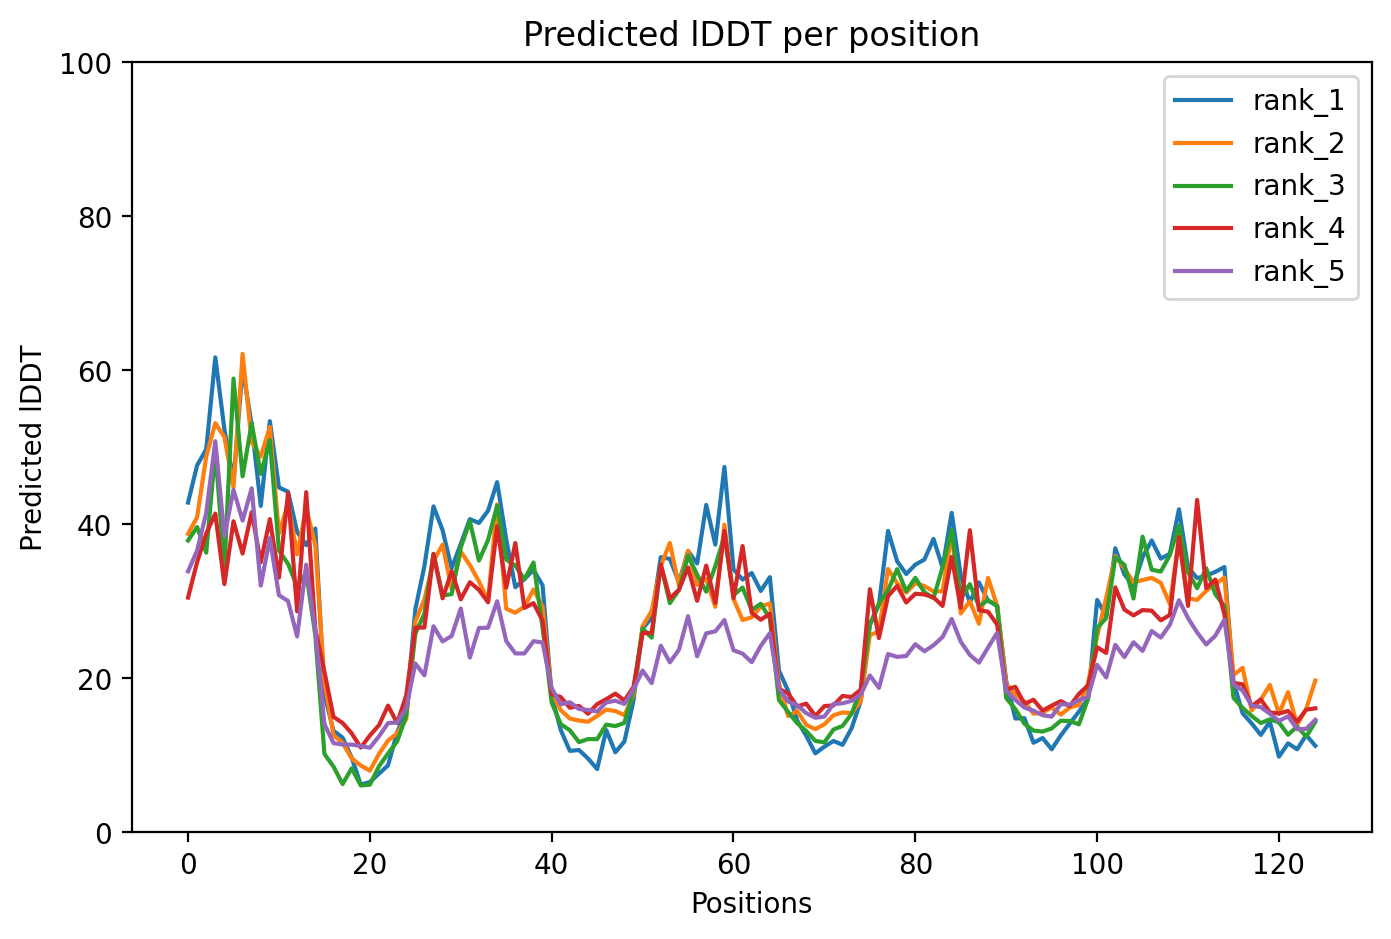 Predicted lDDT per position
100
80
60
40
20
0
Predicted lDDT
0 20 40 60 80 100 120
Positions
rank_1
rank_2
rank_3
rank_4
rank_5